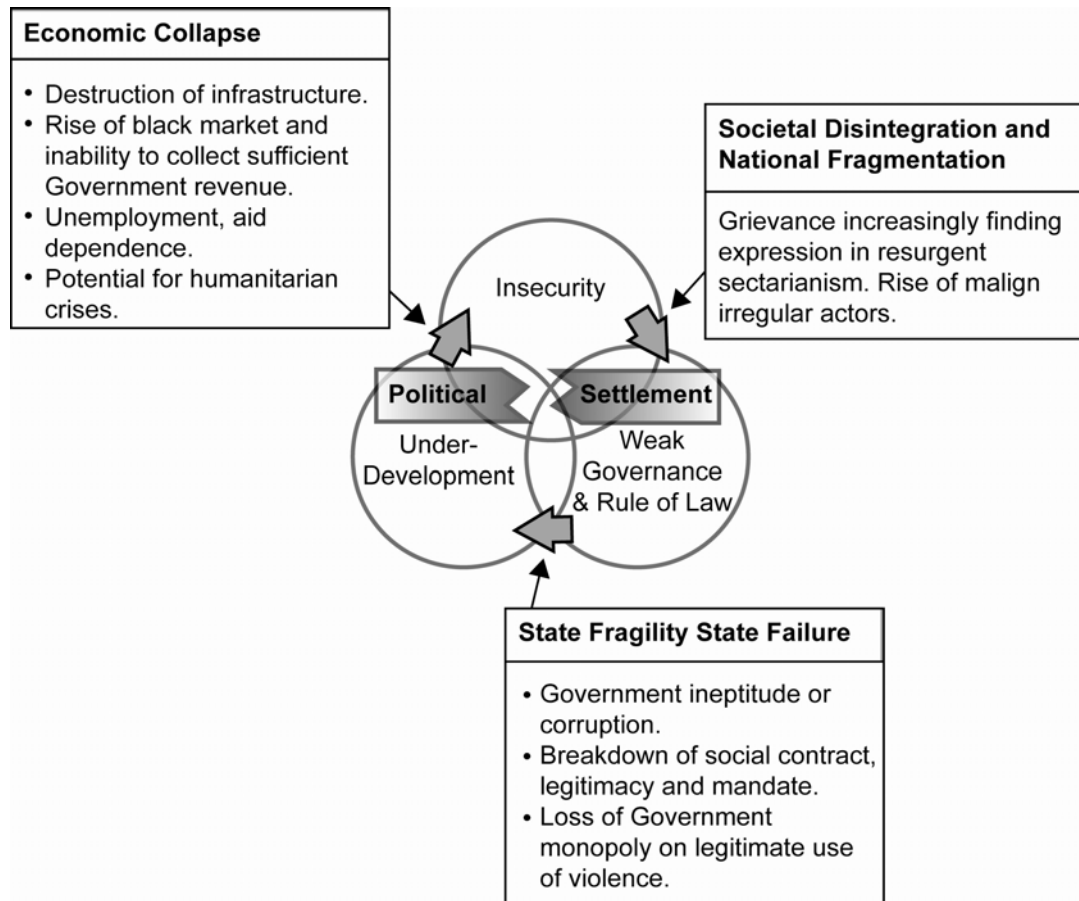 Economic Collapse
• Destruction of infrastructure.
• Rise of black market and
inability to collect sufficient
Government revenue.
• Unemployment, aid
dependence.
• Potential for humanitarian
crises.
Societal Disintegration and
National Fragmentation
Grievance increasingly finding
expression in resurgent
sectarianism. Rise of malign
irregular actors.
Insecurity
Political
Settlement
Under-
Development
Weak
Governance
& Rule of Law
State Fragility State Failure
• Government ineptitude or
corruption.
• Breakdown of social contract,
legitimacy and mandate.
• Loss of Government
monopoly on legitimate use
of violence.